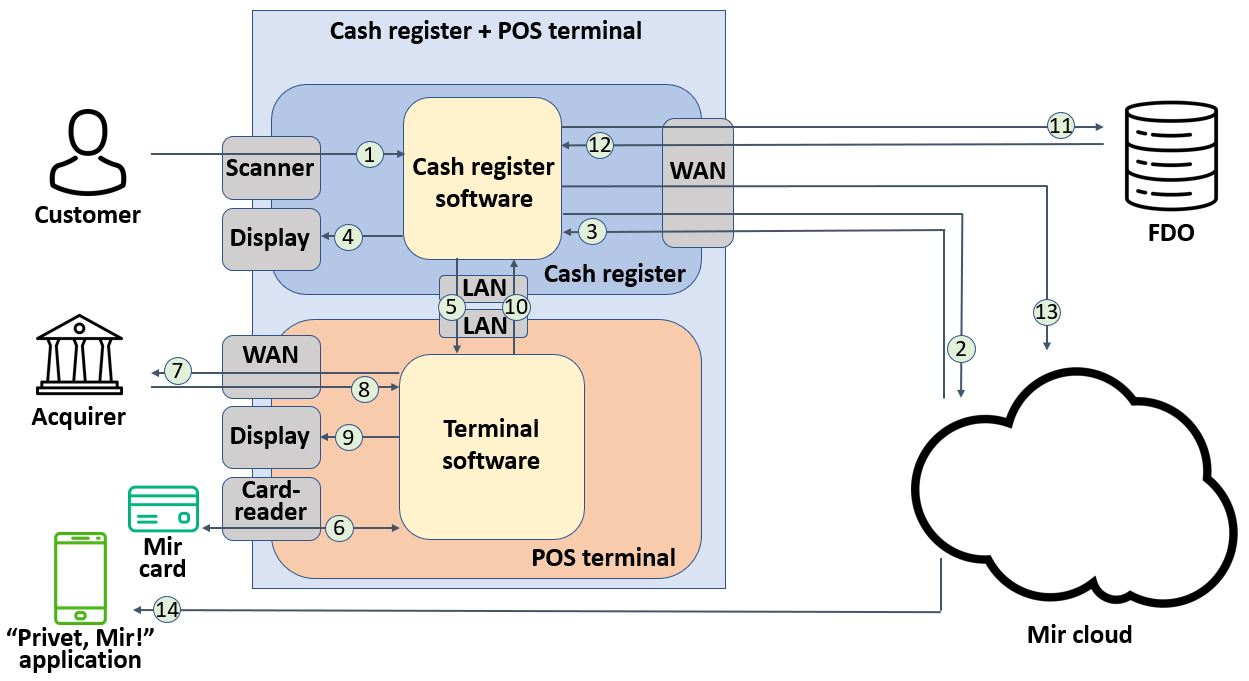 Cash register + POS terminal
Customer
Scanner
1
Cash register
software
WAN
11
12
FDO
Display
4
3
Cash register
LAN
5
10
LAN
13
2
Acquirer
WAN
7
8
Display
9
Terminal
software
Card-
reader
6
Mir
card
POS terminal
14
“Privet, Mir!”
application
Mir cloud